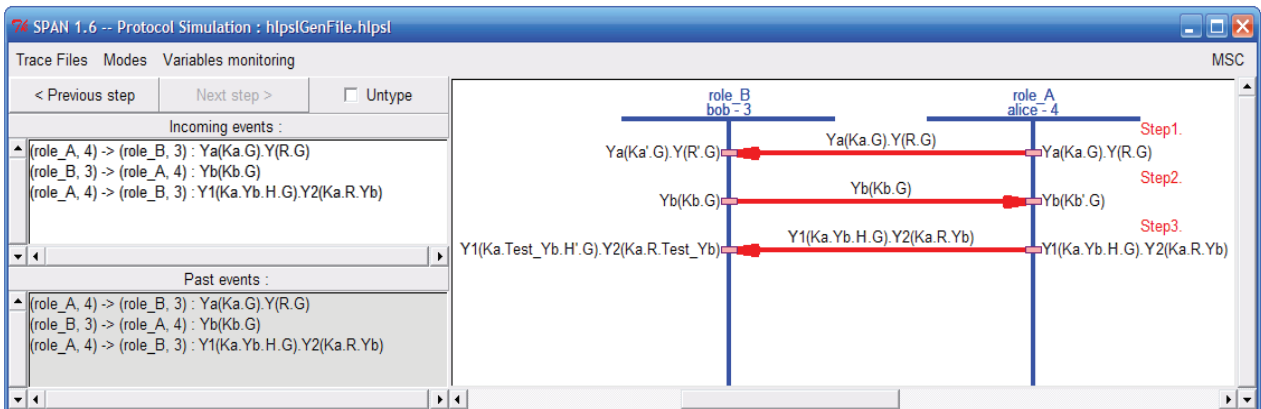 SPAN 1.6 -- Protocol Simulation : hlpslGenFile.hlpsl
Trace Files Modes Variables monitoring MSC
< Previous step Next step > Untype
Incoming events :
(role_A, 4) -> (role_B, 3) : Ya(Ka.G).Y(R.G)
(role_B, 3) -> (role_A, 4) : Yb(Kb.G)
(role_A, 4) -> (role_B, 3) : Y1(Ka.Yb.H.G).Y2(Ka.R.Yb)
Past events :
(role_A, 4) -> (role_B, 3) : Ya(Ka.G).Y(R.G)
(role_B, 3) -> (role_A, 4) : Yb(Kb.G)
(role_A, 4) -> (role_B, 3) : Y1(Ka.Yb.H.G).Y2(Ka.R.Yb)
role_B role_A
bob - 3 alice - 4
Step1.
Ya(Ka.G).Y(R.G)
Ya(Ka'.G).Y(R'.G) Ya(Ka.G).Y(R.G)
Step2.
Yb(Kb.G)
Yb(Kb.G) Yb(Kb'.G)
Step3.
Y1(Ka.Yb.H.G).Y2(Ka.R.Yb)
Y1(Ka.Test_Yb.H'.G).Y2(Ka.R.Test_Yb) Y1(Ka.Yb.H.G).Y2(Ka.R.Yb)